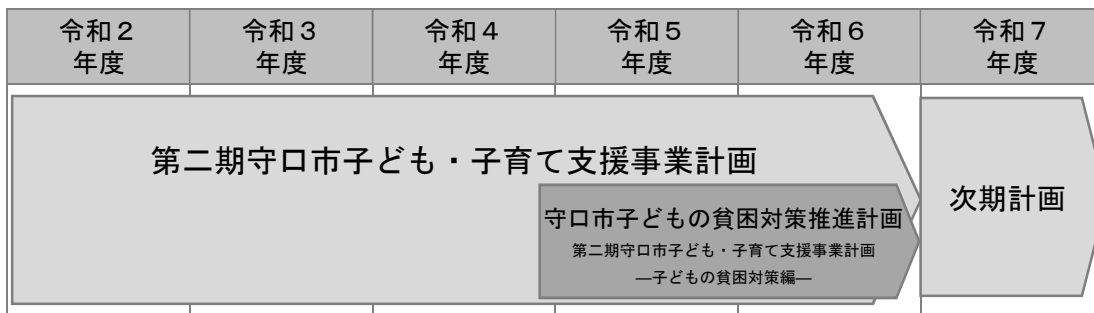 令和２
年度
令和３
年度
令和４
年度
令和５
年度
令和６
年度
令和７
年度
第二期守口市子ども・子育て支援事業計画
守口市子どもの貧困対策推進計画
第二期守口市子ども・子育て支援事業計画
―子どもの貧困対策編―
次期計画